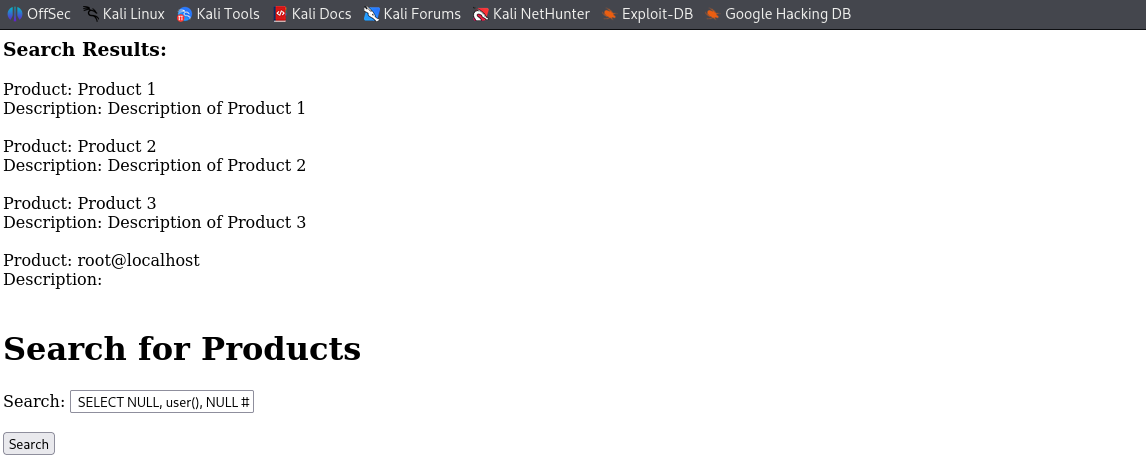 OffSec Kali Linux Kali Tools Kali Docs Kali Forums Kali NetHunter Exploit-DB Google Hacking DB
Search Results:
Product: Product 1
Description: Description of Product 1
Product: Product 2
Description: Description of Product 2
Product: Product 3
Description: Description of Product 3
Product: root@localhost
Description:
Search for Products
Search: SELECT NULL, user(), NULL #
Search